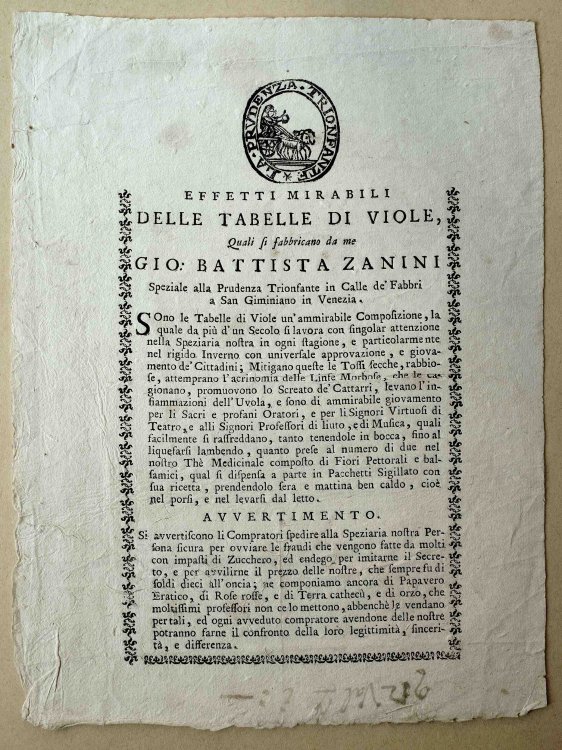 LA · PRVDENZA · TRIONFANTE
EFFETTI MIRABILI
DELLE TABELLE DI VIOLE,
Quali si fabbricano da me
GIO: BATTISTA ZANINI
Speziale alla Prudenza Trionfante in Calle de' Fabbri
a San Giminiano in Venezia.
SOno le Tabelle di Viole un'ammirabile Composizione, la
quale da più d'un Secolo si lavora con singolar attenzione
nella Speziaria nostra in ogni stagione, e particolarmente
nel rigido Inverno con universale approvazione, e giova-
mento de' Cittadini; Mitigano queste le Tossi secche, rabbio-
se, attemprano l'acrinomia delle Linfe Morbose, che le ca-
gionano, promuovono lo Screato de' Cattarri, levano l'in-
fiammazioni dell'Uvola, e sono di ammirabile giovamento
per li Sacri e profani Oratori, e per li Signori Virtuosi di
Teatro, e alli Signori Professori di liuto, e di Musica, quali
facilmente si raffreddano, tanto tenendole in bocca, fino al
liquefarsi lambendo, quanto prese al numero di due nel
nostro Thè Medicinale composto di Fiori Pettorali e bal-
samici, qual si dispensa a parte in Pacchetti Sigillato con
sua ricetta, prendendolo sera e mattina ben caldo, cioè
nel porsi, e nel levarsi dal letto.
AVVERTIMENTO.
Si avvertiscono li Compratori spedire alla Speziaria nostra Per-
sona sicura per ovviare le fraudi che vengono fatte da molti
con impasti di Zucchero, ed endego per imitarne il Secre-
to, e per avvilirne il prezzo delle nostre, che sempre fu di
soldi dieci all'oncia; ne componiamo ancora di Papavero
Eratico, di Rose rosse, e di Terra cathecù, e di orzo, che
moltissimi professori non ce lo mettono, abbenchè le vendano
per tali, ed ogni avveduto compratore avendone delle nostre
potranno farne il confronto della loro legittimità, sinceri-
tà, e differenza.